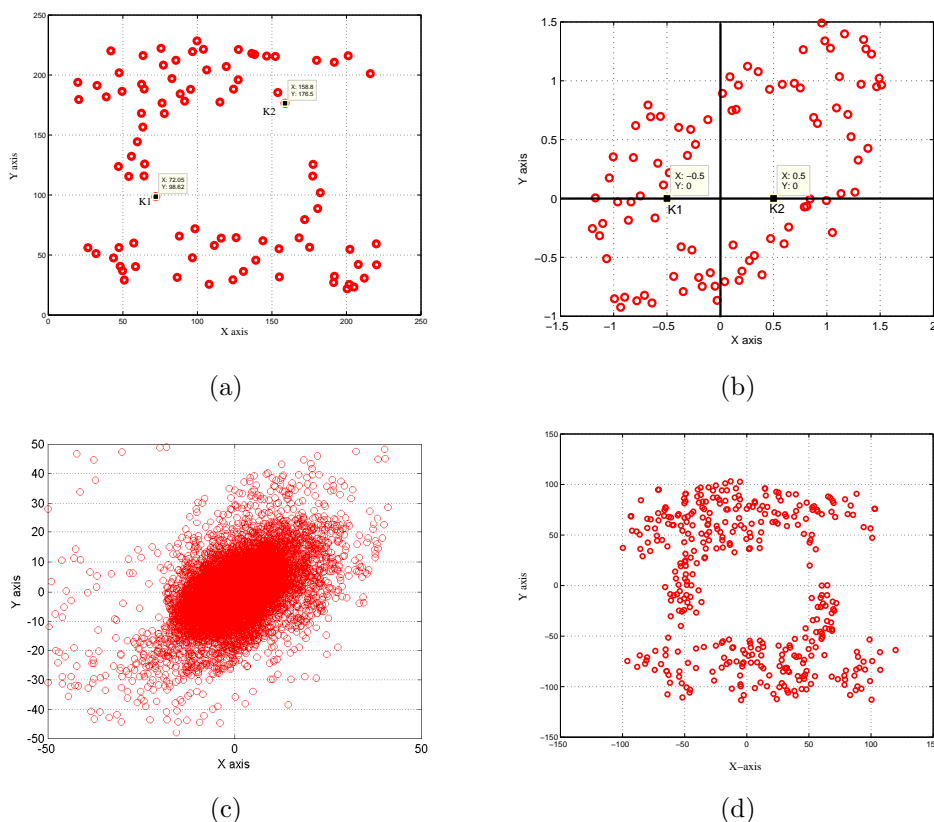 250
200
150
100
50
0
Y axis
0 50 100 150 200 250
X axis
X: 158.8
Y: 176.5
K2
X: 72.05
Y: 98.62
K1
(a)
1.5
1
0.5
0
−0.5
−1
Y axis
−1.5 −1 −0.5 0 0.5 1 1.5 2
X axis
X: −0.5
Y: 0
K1
X: 0.5
Y: 0
K2
(b)
50
40
30
20
10
0
-10
-20
-30
-40
-50
Y axis
-50 0 50
X axis
(c)
150
100
50
0
−50
−100
−150
Y axis
−150 −100 −50 0 50 100 150
X−axis
(d)